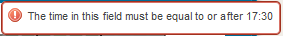 The time in this field must be equal to or after 17:30